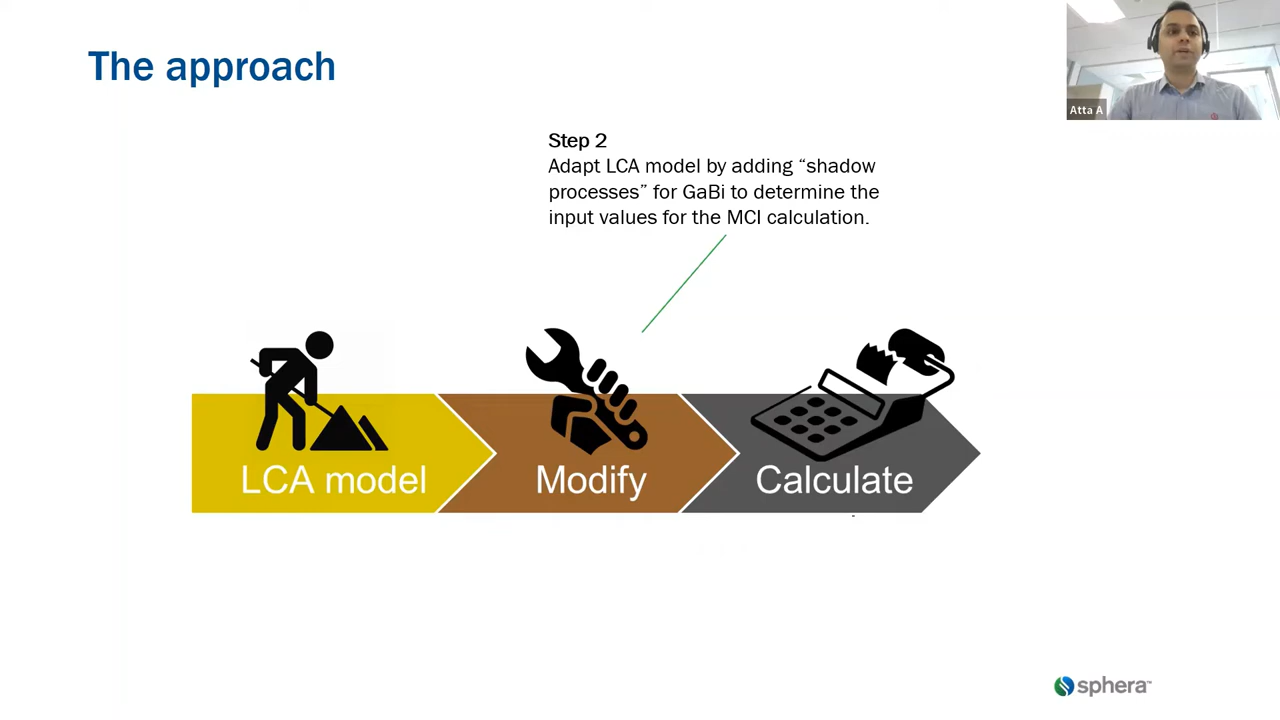 The approach
Atta A
Step 2
Adapt LCA model by adding “shadow
processes” for GaBi to determine the
input values for the MCI calculation.
LCA model
Modify
Calculate
sphera™